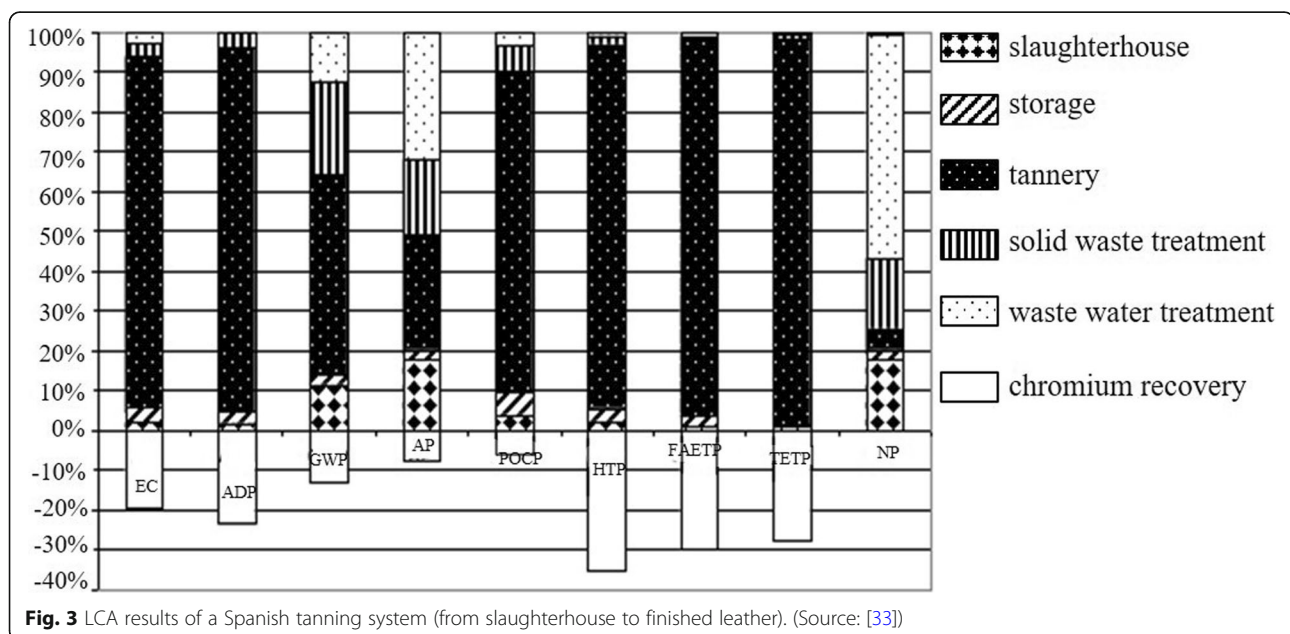 100%
90%
80%
70%
60%
50%
40%
30%
20%
10%
0%
-10%
-20%
-30%
-40%
EC
ADP
GWP
AP
POCP
HTP
FAETP
TETP
NP
slaughterhouse
storage
tannery
solid waste treatment
waste water treatment
chromium recovery
Fig. 3 LCA results of a Spanish tanning system (from slaughterhouse to finished leather). (Source: [33])